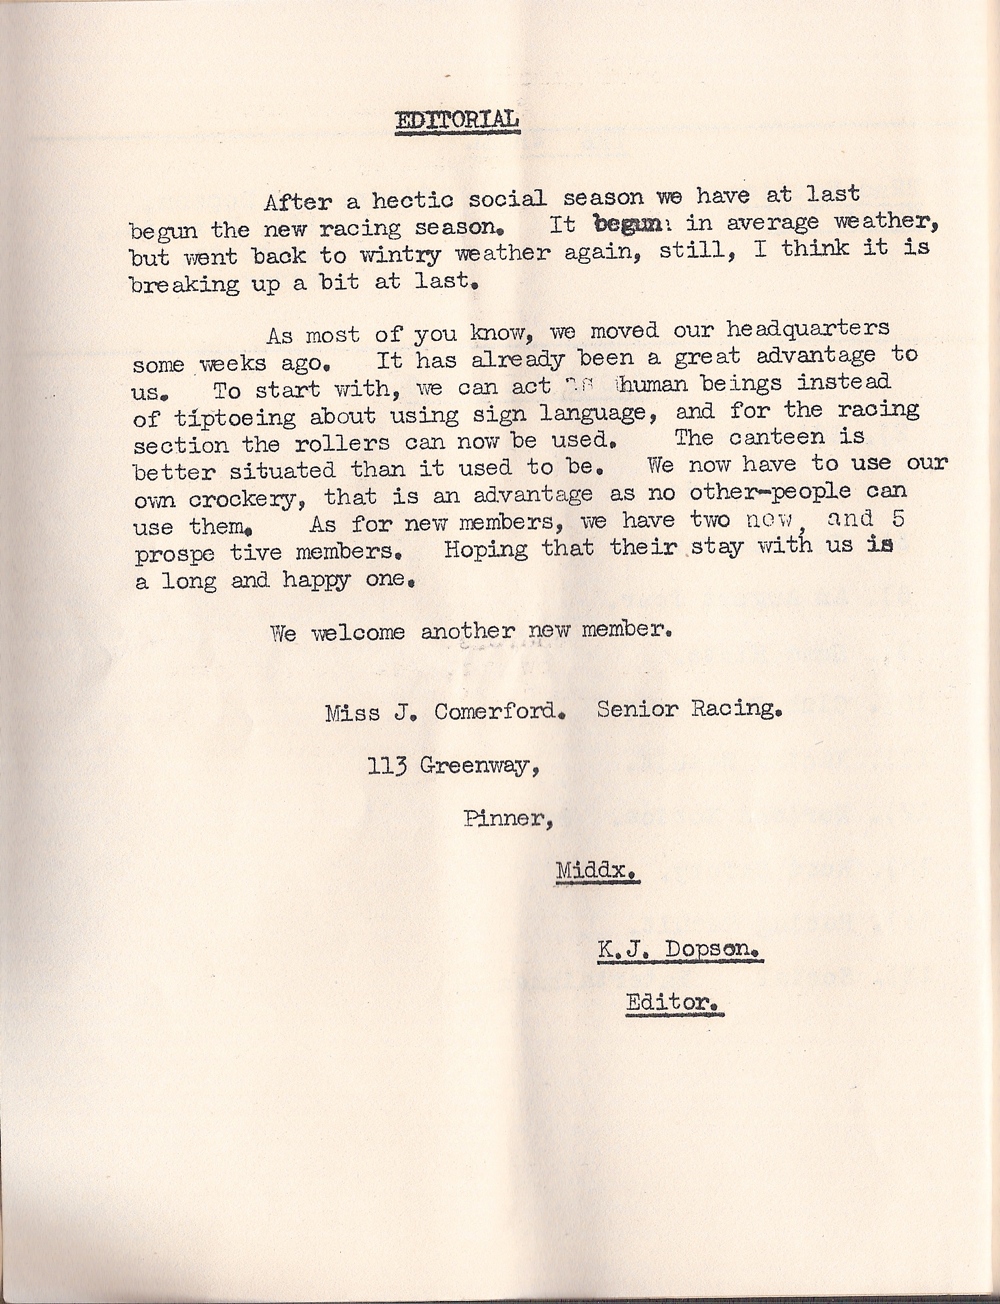 EDITORIAL
After a hectic social season we have at last
begun the new racing season. It begun in average weather,
but went back to wintry weather again, still, I think it is
breaking up a bit at last.
As most of you know, we moved our headquarters
some weeks ago. It has already been a great advantage to
us. To start with, we can act as human beings instead
of tiptoeing about using sign language, and for the racing
section the rollers can now be used. The canteen is
better situated than it used to be. We now have to use our
own crockery, that is an advantage as no other-people can
use them. As for new members, we have two now, and 5
prospe tive members. Hoping that their stay with us is
a long and happy one.
We welcome another new member.
Miss J. Comerford. Senior Racing.
113 Greenway,
Pinner,
Middx.
K.J. Dopson.
Editor.